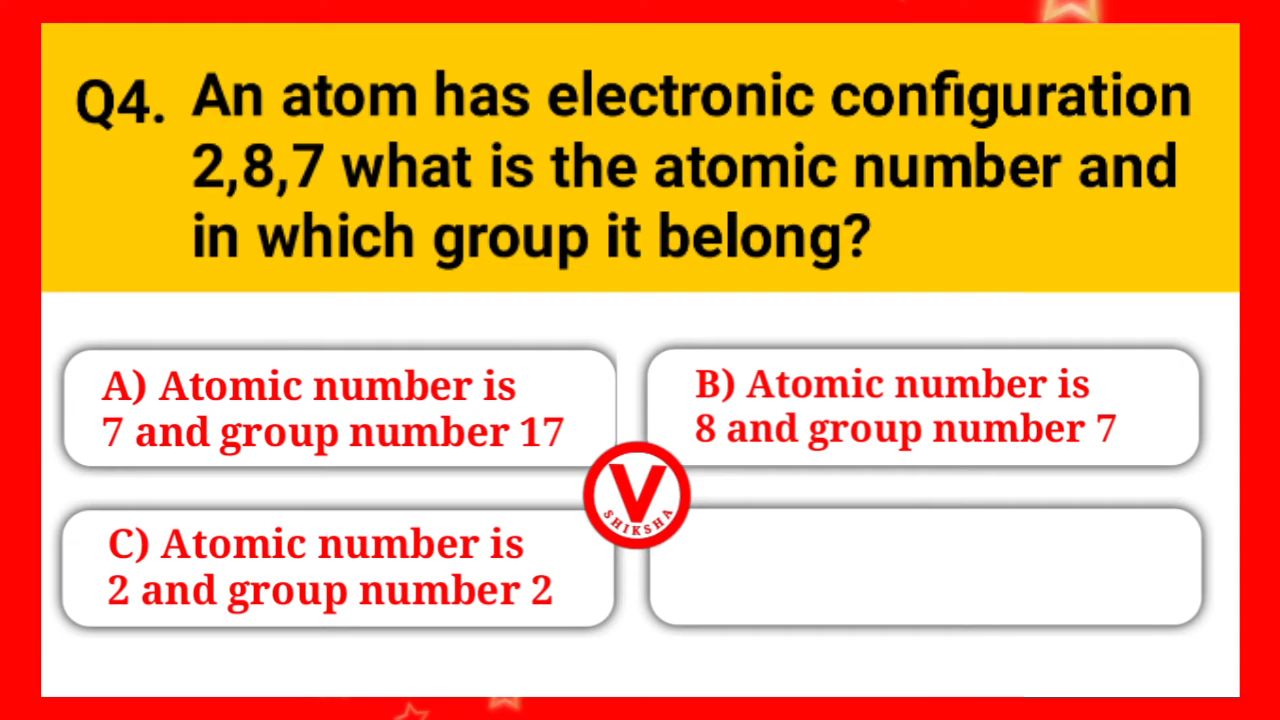 Q4. An atom has electronic configuration
2,8,7 what is the atomic number and
in which group it belong?
A) Atomic number is
7 and group number 17
B) Atomic number is
8 and group number 7
V
SHIKSHA
C) Atomic number is
2 and group number 2